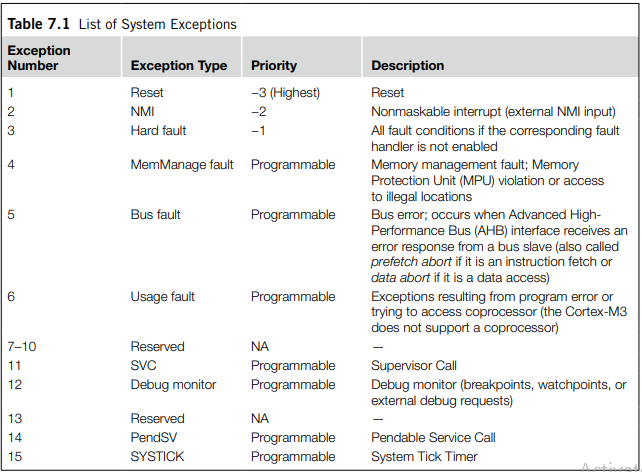 Table 7.1 List of System Exceptions
Exception
Number Exception Type Priority Description
1 Reset −3 (Highest) Reset
2 NMI −2 Nonmaskable interrupt (external NMI input)
3 Hard fault −1 All fault conditions if the corresponding fault
handler is not enabled
4 MemManage fault Programmable Memory management fault; Memory
Protection Unit (MPU) violation or access
to illegal locations
5 Bus fault Programmable Bus error; occurs when Advanced High-
Performance Bus (AHB) interface receives an
error response from a bus slave (also called
prefetch abort if it is an instruction fetch or
data abort if it is a data access)
6 Usage fault Programmable Exceptions resulting from program error or
trying to access coprocessor (the Cortex-M3
does not support a coprocessor)
7–10 Reserved NA —
11 SVC Programmable Supervisor Call
12 Debug monitor Programmable Debug monitor (breakpoints, watchpoints, or
external debug requests)
13 Reserved NA —
14 PendSV Programmable Pendable Service Call
15 SYSTICK Programmable System Tick Timer